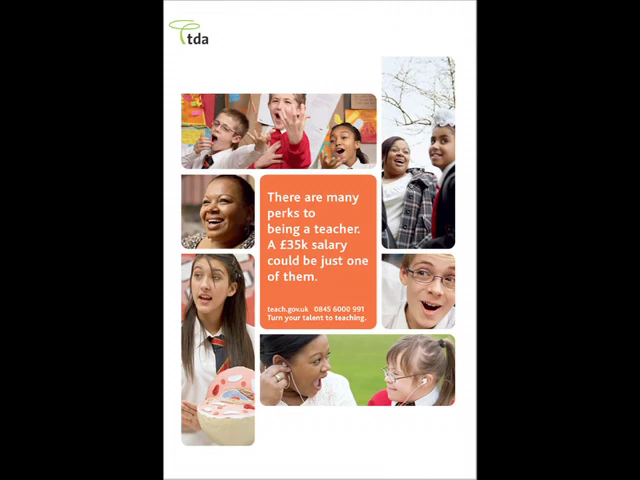 tda
There are many
perks to
being a teacher.
A £35k salary
could be just one
of them.
teach.gov.uk 0845 6000 991
Turn your talent to teaching.